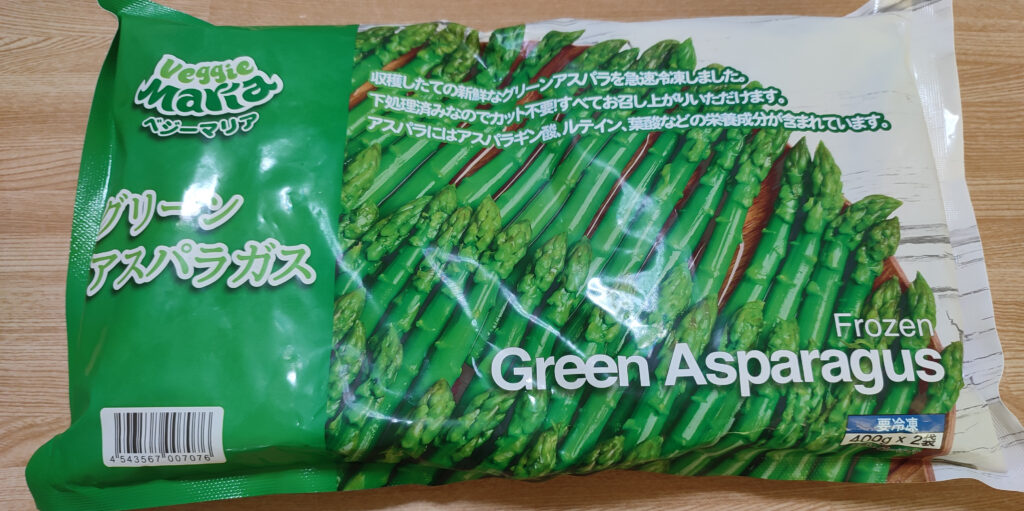 Veggie
Maria
ベジーマリア
収穫したての新鮮なグリーンアスパラを急速冷凍しました。
下処理済みなのでカット不要!すべてお召し上がりいただけます。
アスパラにはアスパラギン酸、ルテイン、葉酸などの栄養成分が含まれています。
グリーン
アスパラガス
Frozen
Green Asparagus
要冷凍
400g×2袋
4 543567 007076